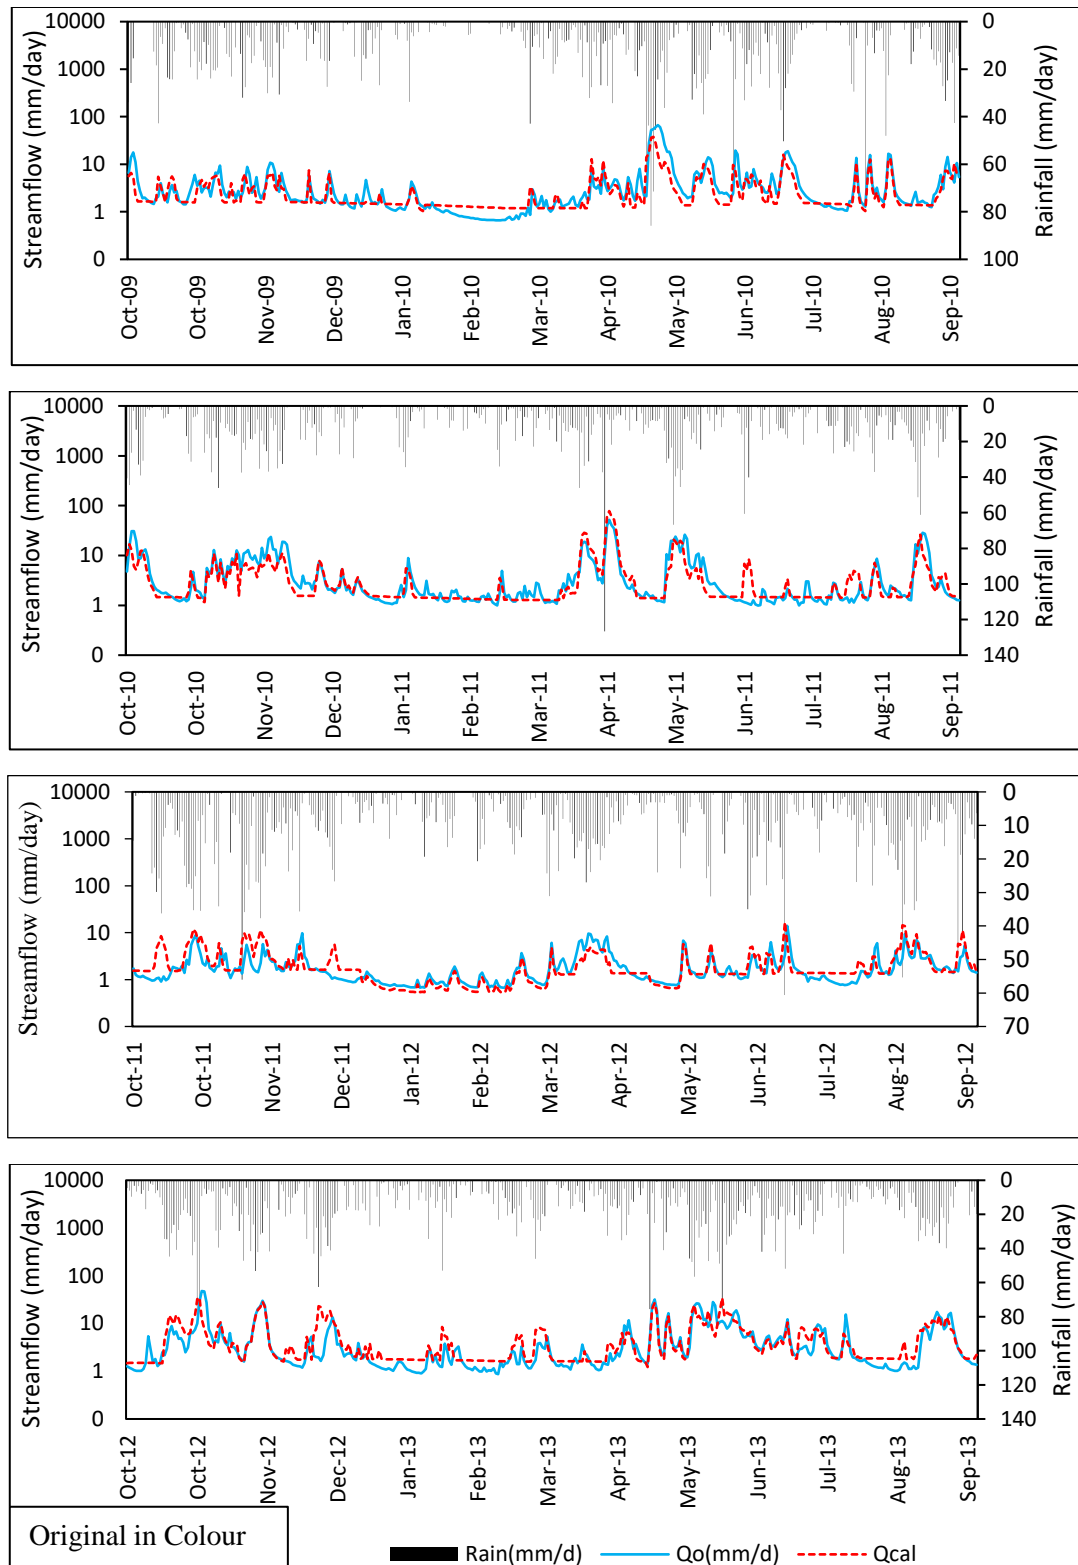 10000
1000
100
10
1
0
Streamflow (mm/day)
0
20
40
60
80
100
Rainfall (mm/day)
Oct-09
Oct-09
Nov-09
Dec-09
Jan-10
Feb-10
Mar-10
Apr-10
May-10
Jun-10
Jul-10
Aug-10
Sep-10
10000
1000
100
10
1
0
Streamflow (mm/day)
0
20
40
60
80
100
120
140
Rainfall (mm/day)
Oct-10
Oct-10
Nov-10
Dec-10
Jan-11
Feb-11
Mar-11
Apr-11
May-11
Jun-11
Jul-11
Aug-11
Sep-11
10000
1000
100
10
1
0
Streamflow (mm/day)
0
10
20
30
40
50
60
70
Oct-11
Oct-11
Nov-11
Dec-11
Jan-12
Feb-12
Mar-12
Apr-12
May-12
Jun-12
Jul-12
Aug-12
Sep-12
10000
1000
100
10
1
0
Streamflow (mm/day)
0
20
40
60
80
100
120
140
Rainfall (mm/day)
Oct-12
Oct-12
Nov-12
Dec-12
Jan-13
Feb-13
Mar-13
Apr-13
May-13
Jun-13
Jul-13
Aug-13
Sep-13
Original in Colour
Rain(mm/d)
Qo(mm/d)
Qcal